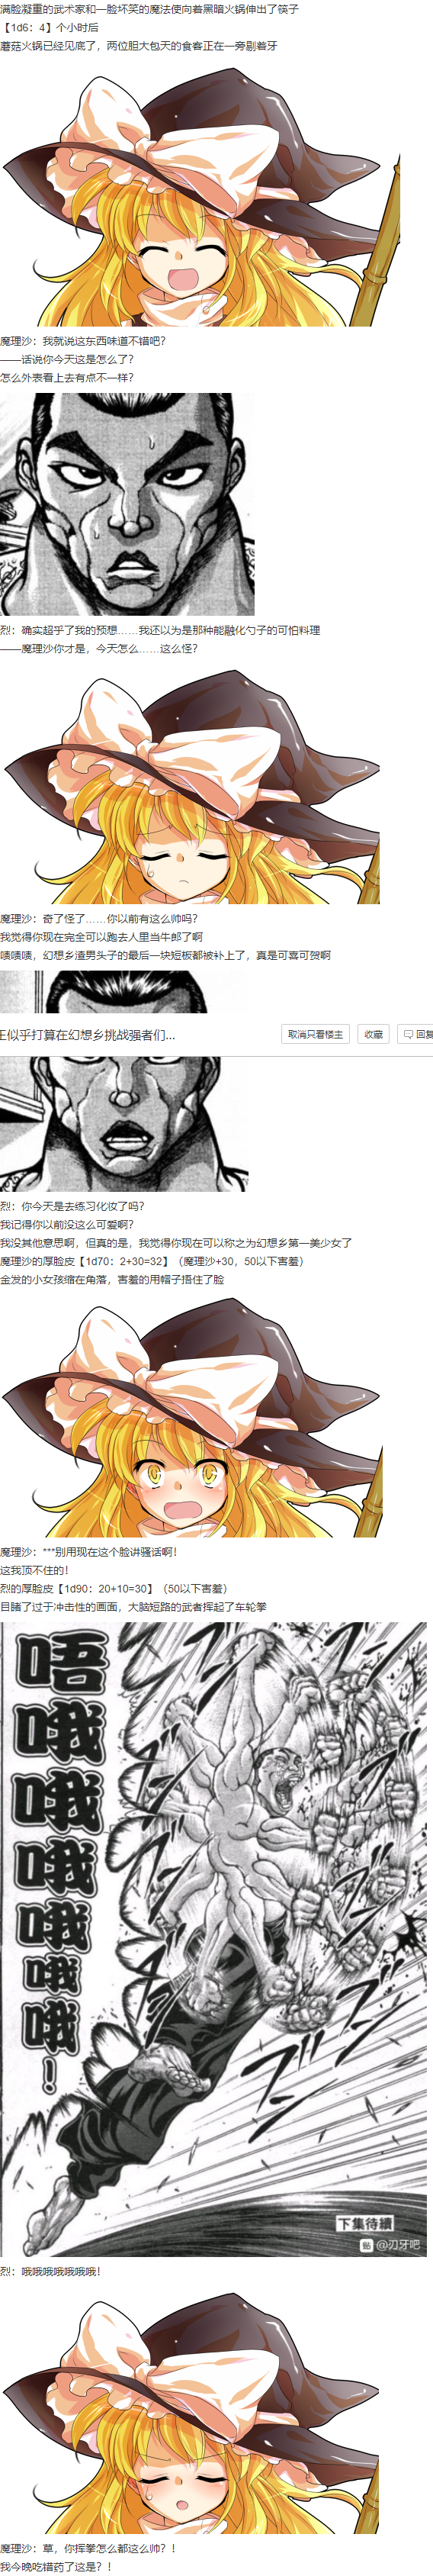 满脸凝重的武术家和一脸坏笑的魔法使向着黑暗火锅伸出了筷子
【1d6：4】个小时后
蘑菇火锅已经见底了，两位胆大包天的食客正在一旁剔着牙
魔理沙：我就说这东西味道不错吧?
——话说你今天这是怎么了?
怎么外表看上去有点不一样?
烈：确实超乎了我的预想……我还以为是那种能融化勺子的可怕料理
——魔理沙你才是，今天怎么……这么怪?
魔理沙：奇了怪了……你以前有这么帅吗?
我觉得你现在完全可以跑去人里当牛郎了啊
啧啧啧，幻想乡渣男头子的最后一块短板都被补上了，真是可喜可贺啊
王似乎打算在幻想乡挑战强者们...
取消只看楼主
收藏
回复
烈：你今天是去练习化妆了吗?
我记得你以前没这么可爱啊?
我没其他意思啊，但真的是，我觉得你现在可以称之为幻想乡第一美少女了
魔理沙的厚脸皮【1d70：2+30=32】（魔理沙+30，50以下害羞）
金发的小女孩缩在角落，害羞的用帽子捂住了脸
魔理沙：***别用现在这个脸讲骚话啊！
这我顶不住的！
烈的厚脸皮【1d90：20+10=30】（50以下害羞）
目睹了过于冲击性的画面，大脑短路的武者挥起了车轮拳
唔哦哦哦哦哦哦！
下集待續
贴 @刃牙吧
烈：哦哦哦哦哦哦哦！
魔理沙：草，你挥拳怎么都这么帅？！
我今晚吃错药了这是？！